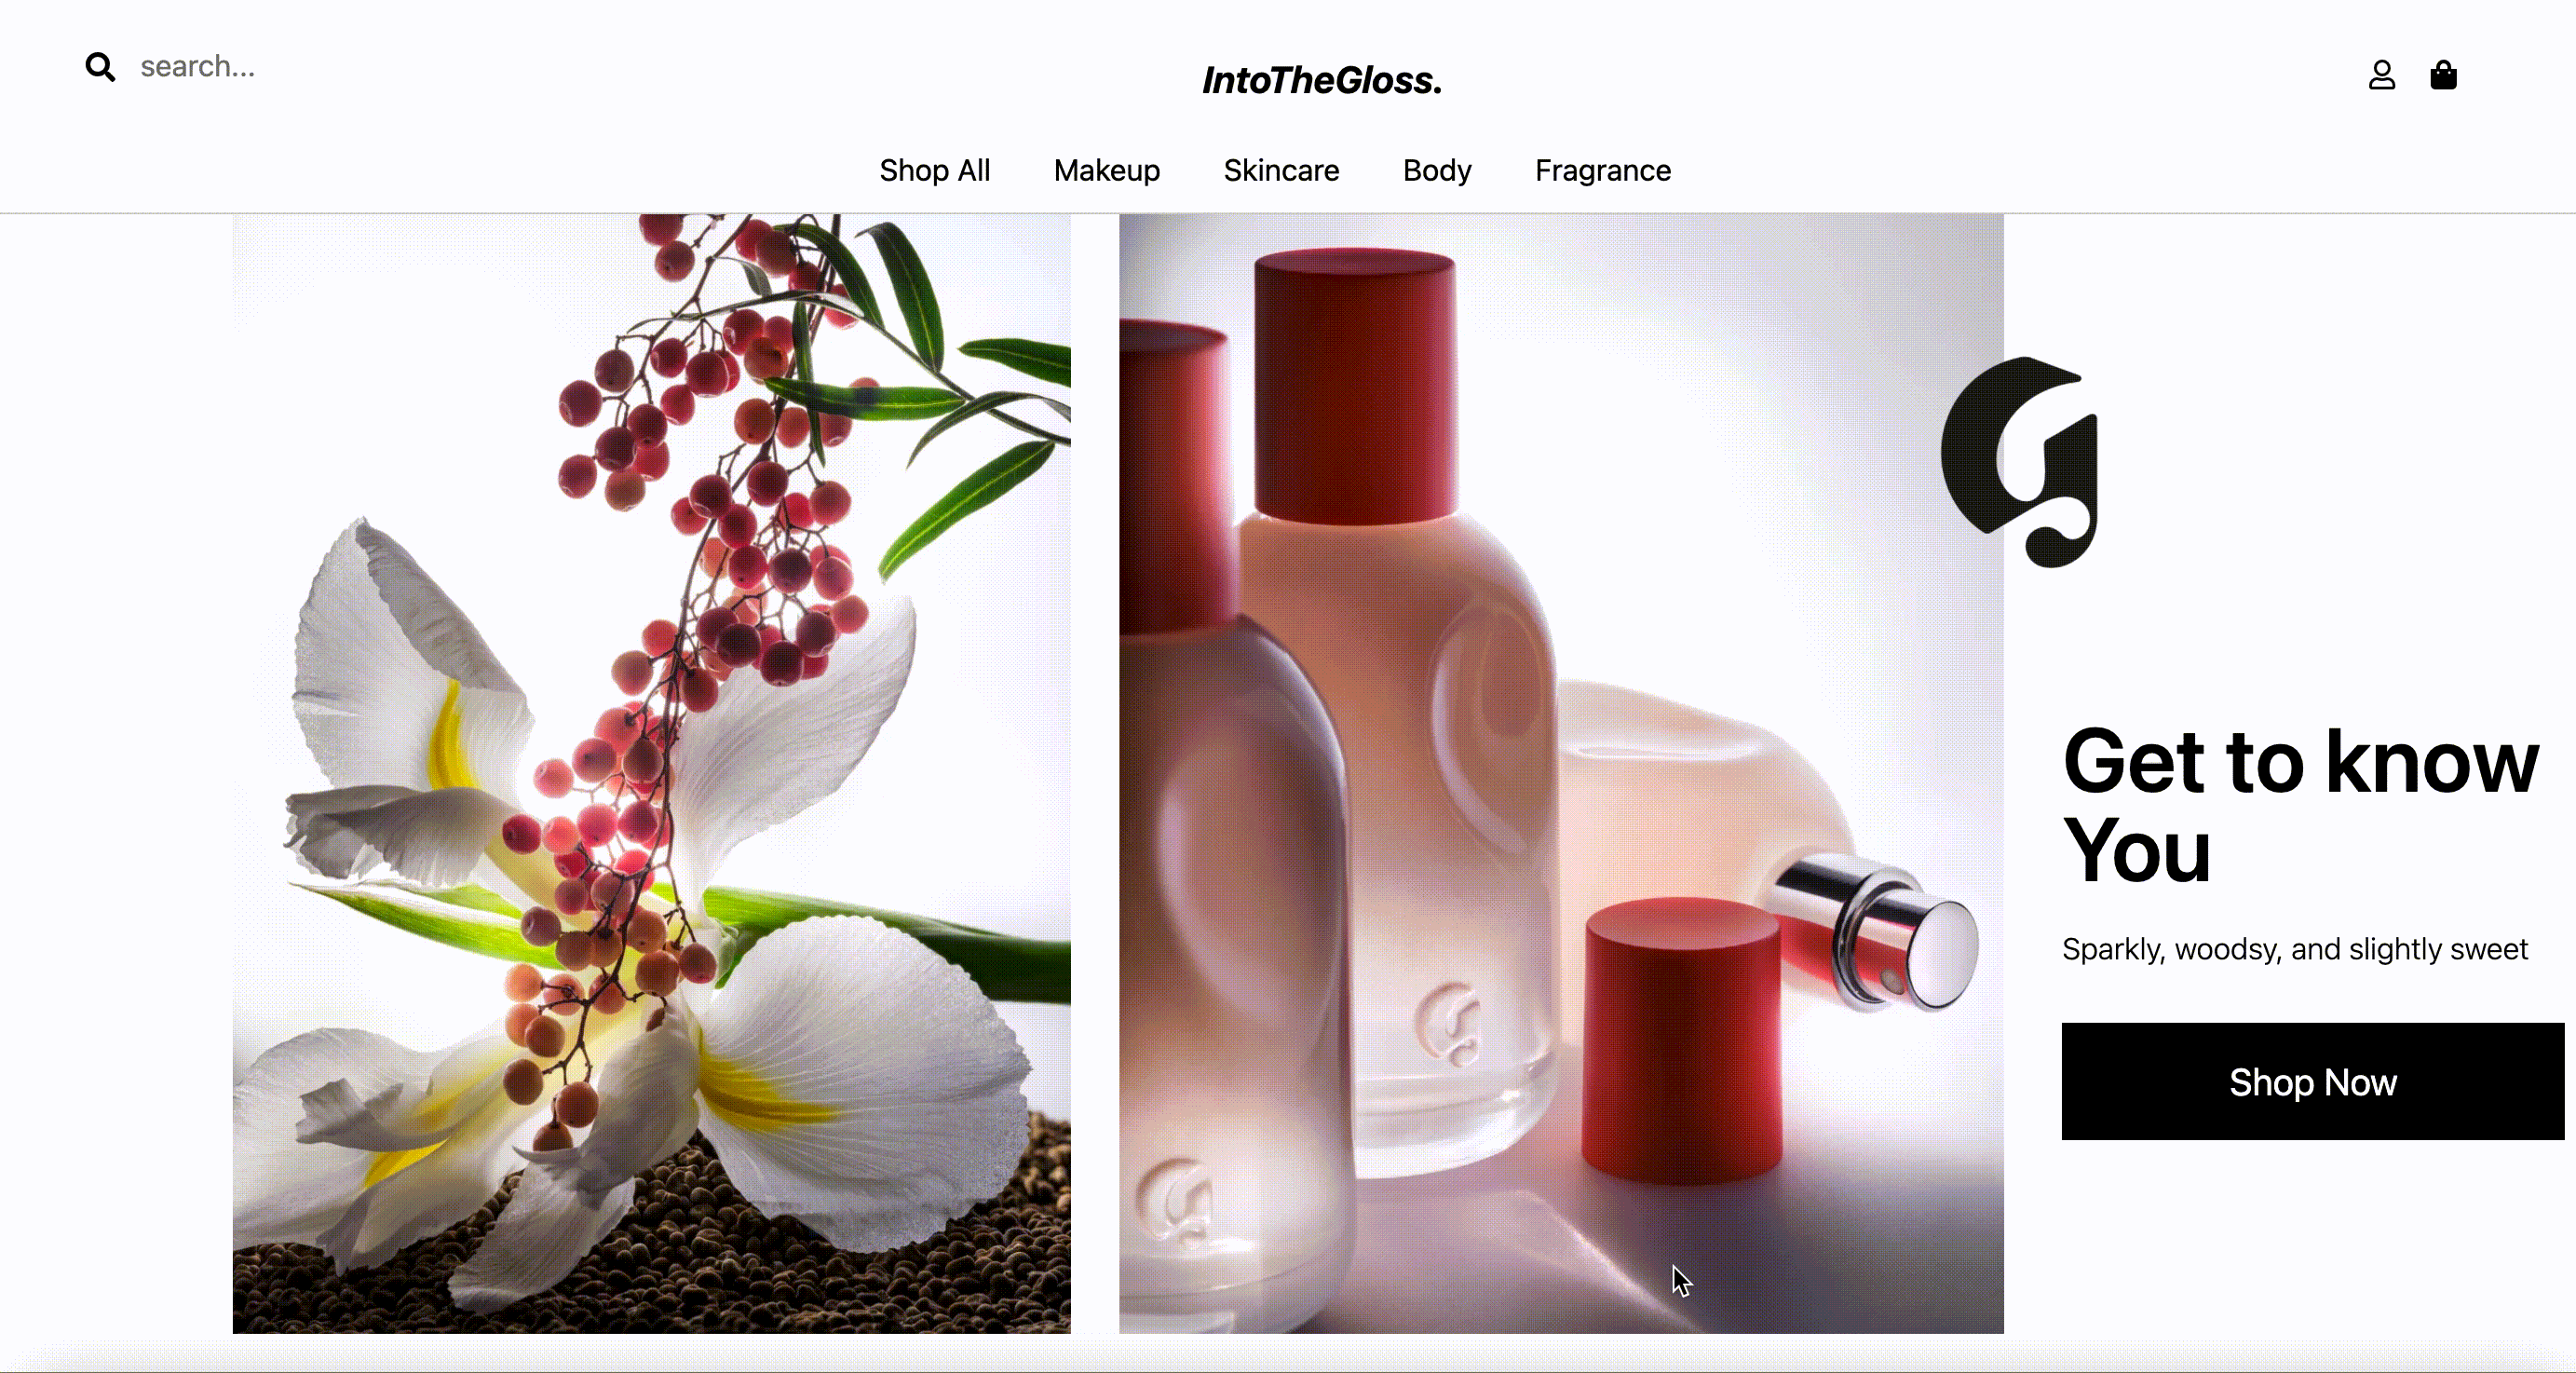 search...
IntoTheGloss.
Shop All Makeup Skincare Body Fragrance
G
Get to know
You
Sparkly, woodsy, and slightly sweet
Shop Now